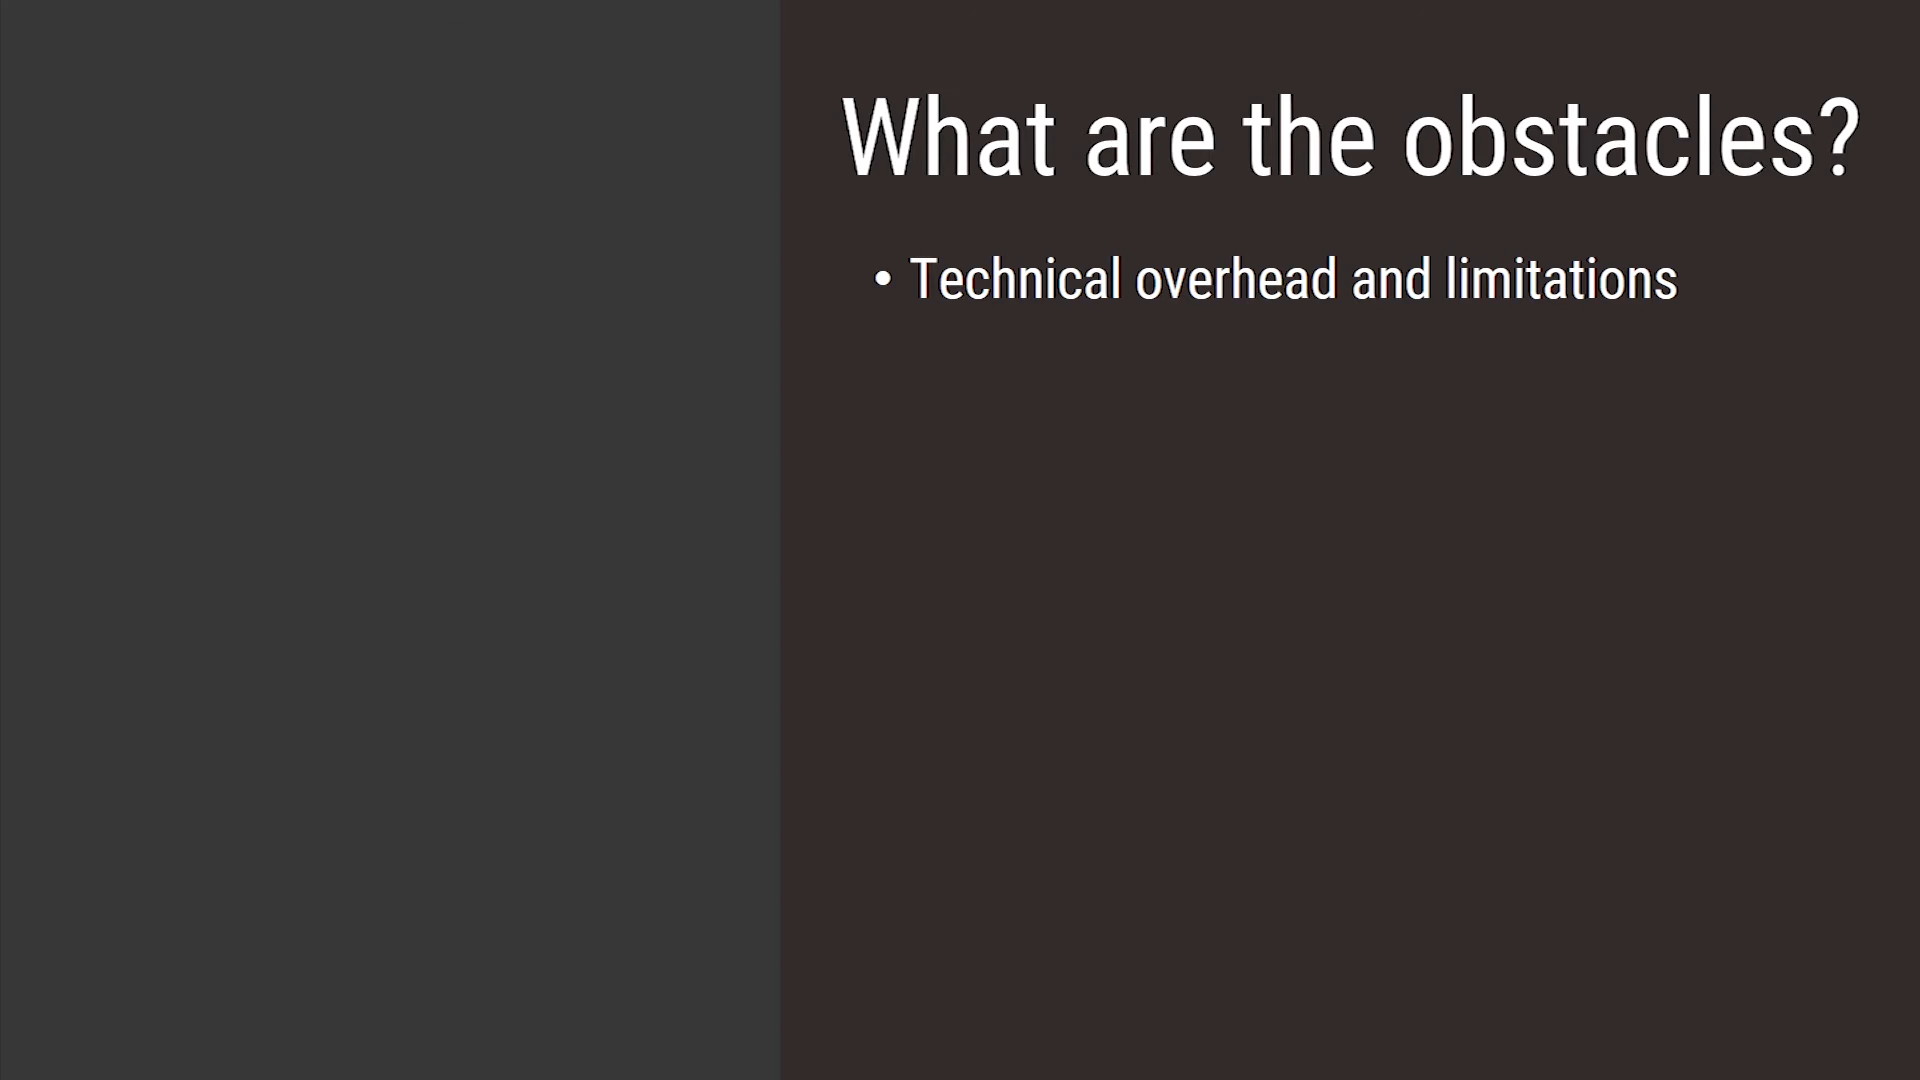 What are the obstacles?
• Technical overhead and limitations